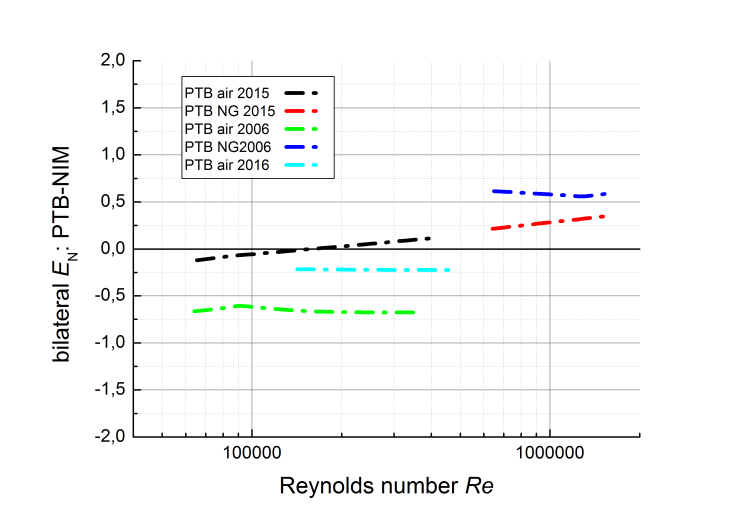 2,0
PTB air 2015
PTB NG 2015
PTB air 2006
PTB NG2006
PTB air 2016
1,5
1,0
0,5
0,0
-0,5
-1,0
-1,5
-2,0
bilateral EN: PTB-NIM
100000
1000000
Reynolds number Re